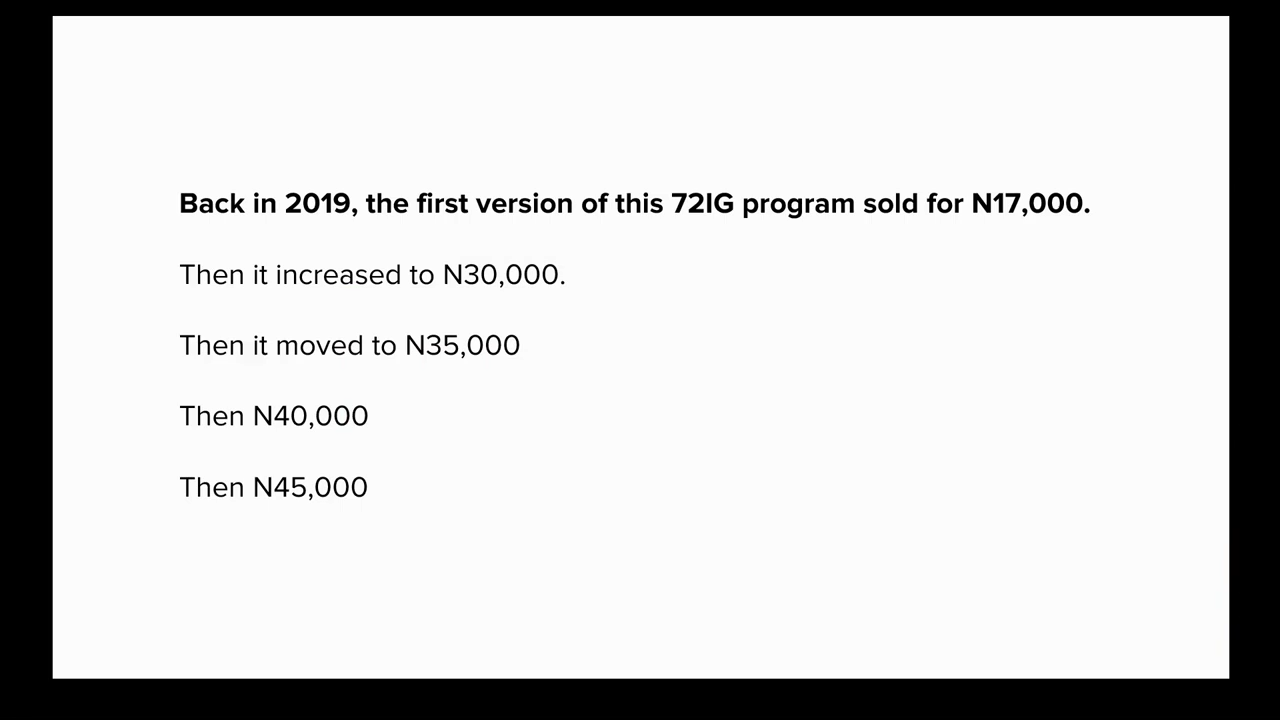 Back in 2019, the first version of this 72IG program sold for N17,000.
Then it increased to N30,000.
Then it moved to N35,000
Then N40,000
Then N45,000